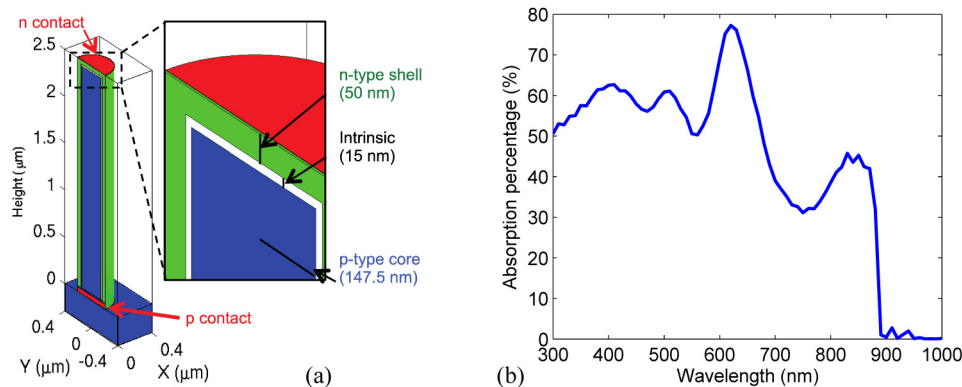 n contact
2.5
2
1.5
1
0.5
0
Height (μm)
n-type shell
(50 nm)
Intrinsic
(15 nm)
p-type core
(147.5 nm)
p contact
0.4
0
-0.4
Y (μm)
0
0.4
X (μm)
(a)
80
70
60
50
40
30
20
10
0
Absorption percentage (%)
300 400 500 600 700 800 900 1000
Wavelength (nm)
(b)